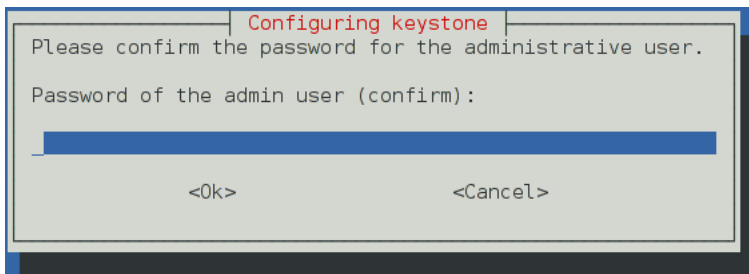 Configuring keystone
Please confirm the password for the administrative user.
Password of the admin user (confirm):
<Ok> <Cancel>